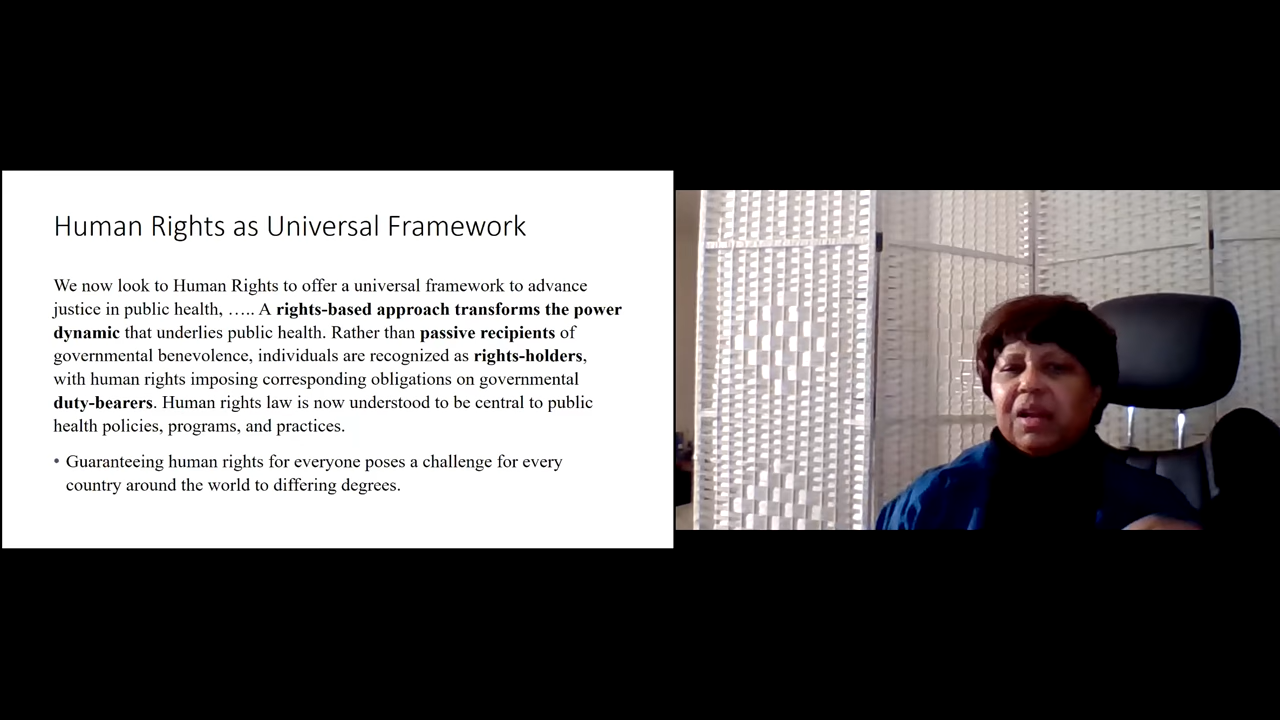 Human Rights as Universal Framework
We now look to Human Rights to offer a universal framework to advance
justice in public health, ….. A rights-based approach transforms the power
dynamic that underlies public health. Rather than passive recipients of
governmental benevolence, individuals are recognized as rights-holders,
with human rights imposing corresponding obligations on governmental
duty-bearers. Human rights law is now understood to be central to public
health policies, programs, and practices.
• Guaranteeing human rights for everyone poses a challenge for every
country around the world to differing degrees.